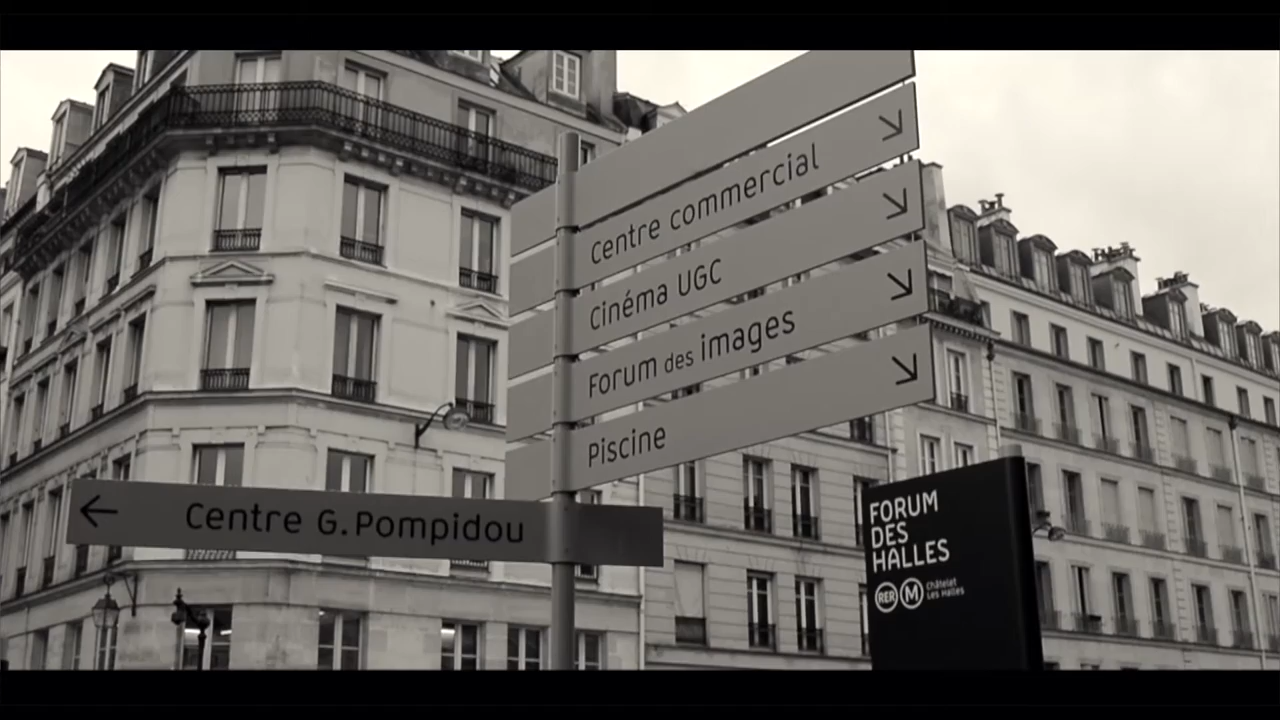 Centre commercial
Cinéma UGC
Forum des images
Piscine
Centre G. Pompidou
FORUM
DES
HALLES
RER M Châtelet
Les Halles